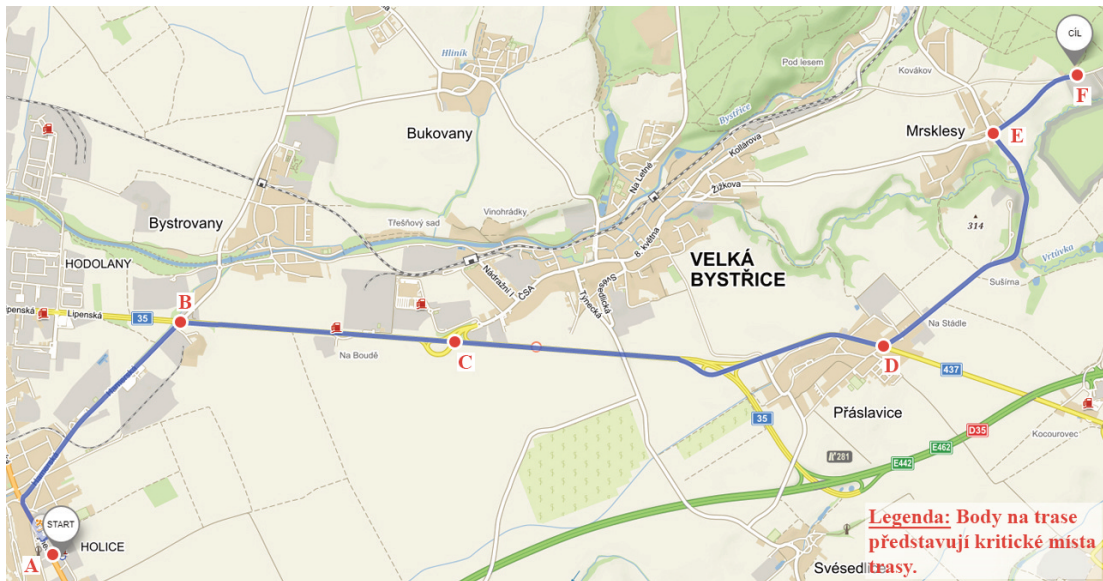 CÍL
F
Pod lesem
Kovákov
Hliník
Bystřice
Bukovany
Mrsklesy
E
Kollárova
Na Letné
Žižkova
Bystrovany
Třešňový sad
Vinohrádky
314
8. května
Vrtůvka
HODOLANY
VELKÁ
BYSTŘICE
Nádražní I
ČSA
Svésedlická
Týnecká
Sušírna
B
Lipenská
Lipenská
35
Na Boudě
C
Na Stádle
D
437
Přáslavice
35
D35
Kocourovec
E462
281
E442
START
HOLICE
A
Svésedlice
Legenda: Body na trase
představují kritické místa
trasy.